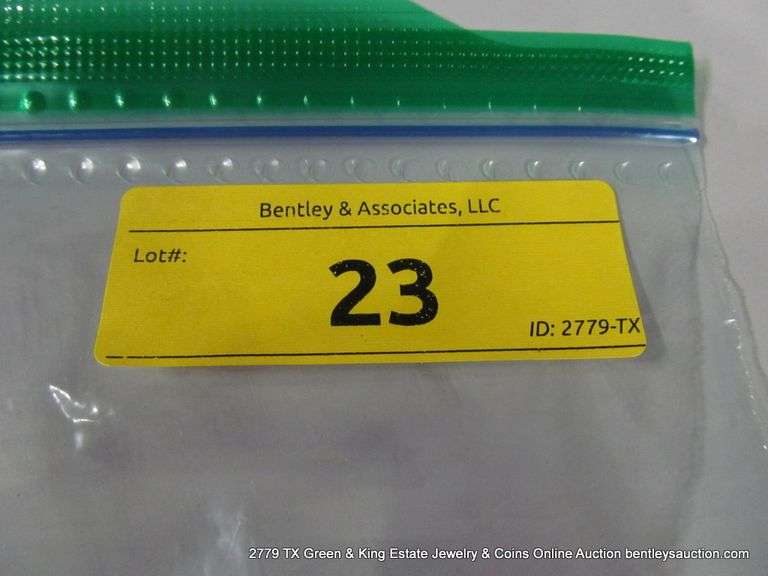 Bentley & Associates, LLC
Lot#:
23
ID: 2779-TX
2779 TX Green & King Estate Jewelry & Coins Online Auction bentleysauction.com